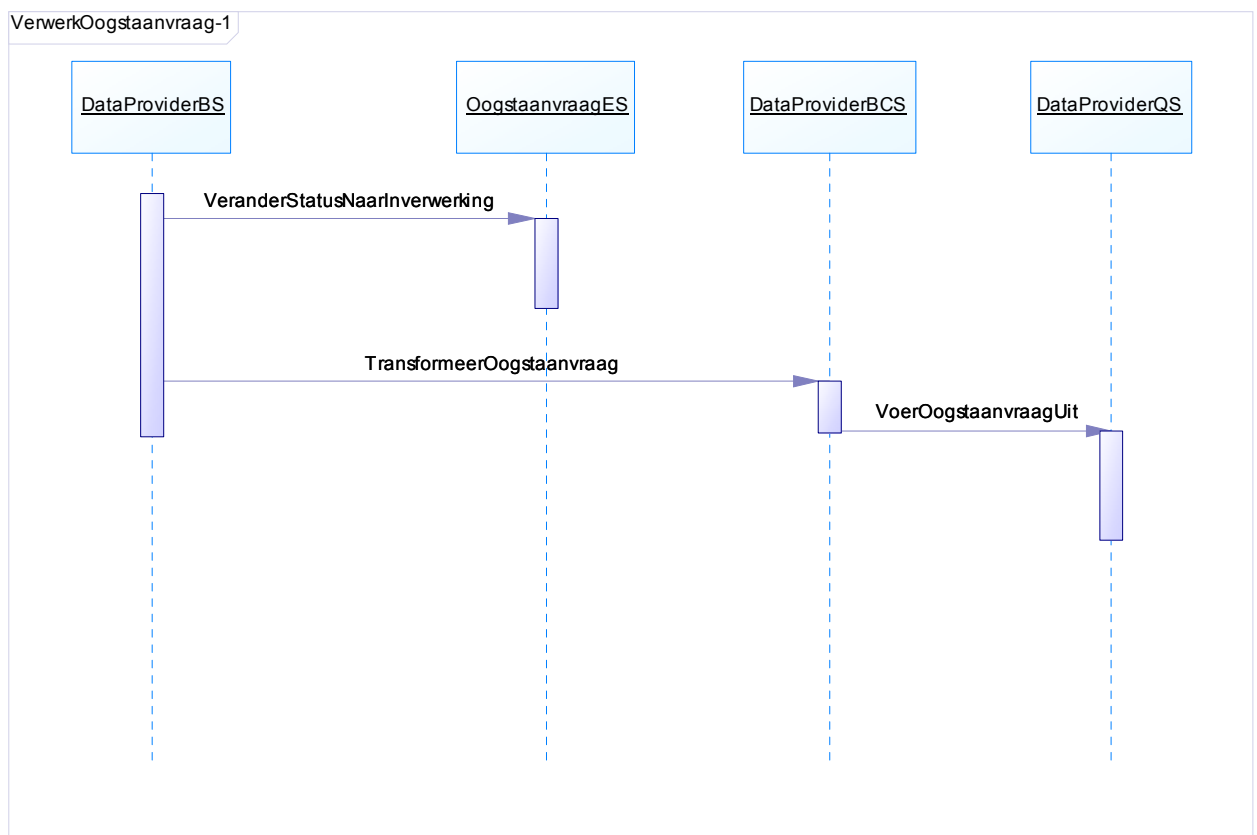 VerwerkOogstaanvraag-1
DataProviderBS
OogstaanvraagES
DataProviderBCS
DataProviderQS
VeranderStatusNaarInverwerking
TransformeerOogstaanvraag
VoerOogstaanvraagUit